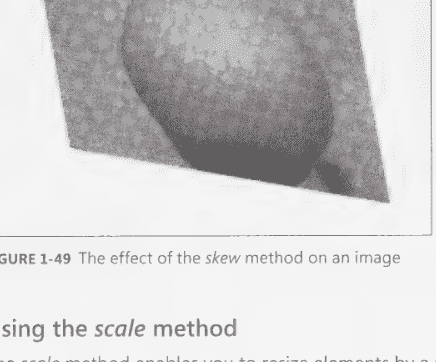 GURE 1-49 The effect of the skew method on an image
sing the scale method
scale method enables you to resize elements by a